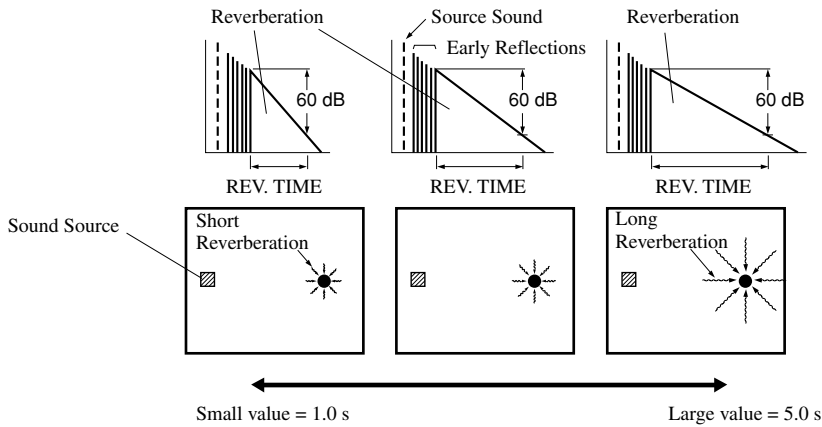 Reverberation
Source Sound
Early Reflections
Reverberation
60 dB
60 dB
60 dB
REV. TIME
REV. TIME
REV. TIME
Sound Source
Short
Reverberation
Long
Reverberation
Small value = 1.0 s
Large value = 5.0 s